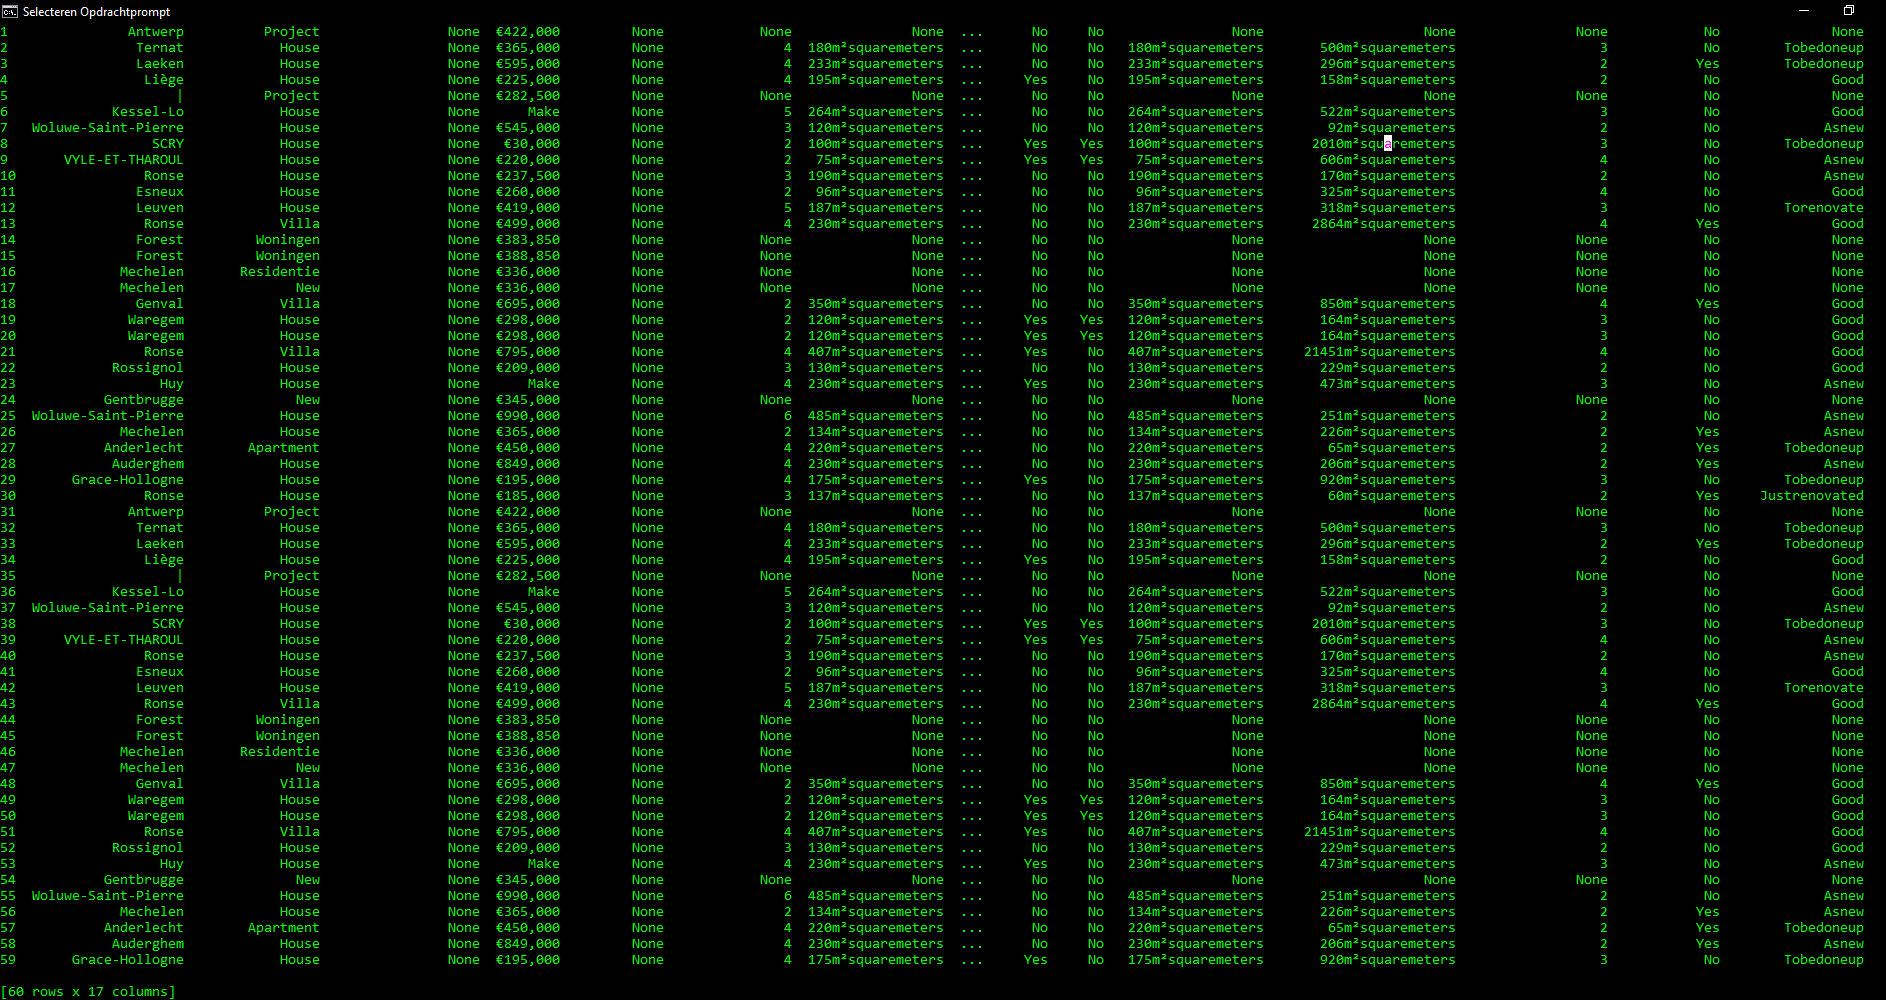 Selecteren Opdrachtprompt
1 Antwerp Project None €422,000 None None None ... No No None None None No None
2 Ternat House None €365,000 None 4 180m²squaremeters ... No No 180m²squaremeters 500m²squaremeters 3 No Tobedoneup
3 Laeken House None €595,000 None 4 233m²squaremeters ... No No 233m²squaremeters 296m²squaremeters 2 Yes Tobedoneup
4 Liège House None €225,000 None 4 195m²squaremeters ... Yes No 195m²squaremeters 158m²squaremeters 2 No Good
5 | Project None €282,500 None None None ... No No None None None No None
6 Kessel-Lo House None Make None 5 264m²squaremeters ... No No 264m²squaremeters 522m²squaremeters 3 No Good
7 Woluwe-Saint-Pierre House None €545,000 None 3 120m²squaremeters ... No No 120m²squaremeters 92m²squaremeters 2 No Asnew
8 SCRY House None €30,000 None 2 100m²squaremeters ... Yes Yes 100m²squaremeters 2010m²squaremeters 3 No Tobedoneup
9 VYLE-ET-THAROUL House None €220,000 None 2 75m²squaremeters ... Yes Yes 75m²squaremeters 606m²squaremeters 4 No Asnew
10 Ronse House None €237,500 None 3 190m²squaremeters ... No No 190m²squaremeters 170m²squaremeters 2 No Asnew
11 Esneux House None €260,000 None 2 96m²squaremeters ... No No 96m²squaremeters 325m²squaremeters 4 No Good
12 Leuven House None €419,000 None 5 187m²squaremeters ... No No 187m²squaremeters 318m²squaremeters 3 No Torenovate
13 Ronse Villa None €499,000 None 4 230m²squaremeters ... No No 230m²squaremeters 2864m²squaremeters 4 Yes Good
14 Forest Woningen None €383,850 None None None ... No No None None None No None
15 Forest Woningen None €388,850 None None None ... No No None None None No None
16 Mechelen Residentie None €336,000 None None None ... No No None None None No None
17 Mechelen New None €336,000 None None None ... No No None None None No None
18 Genval Villa None €695,000 None 2 350m²squaremeters ... No No 350m²squaremeters 850m²squaremeters 4 Yes Good
19 Waregem House None €298,000 None 2 120m²squaremeters ... Yes Yes 120m²squaremeters 164m²squaremeters 3 No Good
20 Waregem House None €298,000 None 2 120m²squaremeters ... Yes Yes 120m²squaremeters 164m²squaremeters 3 No Good
21 Ronse Villa None €795,000 None 4 407m²squaremeters ... Yes No 407m²squaremeters 21451m²squaremeters 4 No Good
22 Rossignol House None €209,000 None 3 130m²squaremeters ... No No 130m²squaremeters 229m²squaremeters 2 No Good
23 Huy House None Make None 4 230m²squaremeters ... Yes No 230m²squaremeters 473m²squaremeters 3 No Asnew
24 Gentbrugge New None €345,000 None None None ... No No None None None No None
25 Woluwe-Saint-Pierre House None €990,000 None 6 485m²squaremeters ... No No 485m²squaremeters 251m²squaremeters 2 No Asnew
26 Mechelen House None €365,000 None 2 134m²squaremeters ... No No 134m²squaremeters 226m²squaremeters 2 Yes Asnew
27 Anderlecht Apartment None €450,000 None 4 220m²squaremeters ... No No 220m²squaremeters 65m²squaremeters 2 Yes Tobedoneup
28 Auderghem House None €849,000 None 4 230m²squaremeters ... No No 230m²squaremeters 206m²squaremeters 2 Yes Asnew
29 Grace-Hollogne House None €195,000 None 4 175m²squaremeters ... Yes No 175m²squaremeters 920m²squaremeters 3 No Tobedoneup
30 Ronse House None €185,000 None 3 137m²squaremeters ... No No 137m²squaremeters 60m²squaremeters 2 Yes Justrenovated
31 Antwerp Project None €422,000 None None None ... No No None None None No None
32 Ternat House None €365,000 None 4 180m²squaremeters ... No No 180m²squaremeters 500m²squaremeters 3 No Tobedoneup
33 Laeken House None €595,000 None 4 233m²squaremeters ... No No 233m²squaremeters 296m²squaremeters 2 Yes Tobedoneup
34 Liège House None €225,000 None 4 195m²squaremeters ... Yes No 195m²squaremeters 158m²squaremeters 2 No Good
35 | Project None €282,500 None None None ... No No None None None No None
36 Kessel-Lo House None Make None 5 264m²squaremeters ... No No 264m²squaremeters 522m²squaremeters 3 No Good
37 Woluwe-Saint-Pierre House None €545,000 None 3 120m²squaremeters ... No No 120m²squaremeters 92m²squaremeters 2 No Asnew
38 SCRY House None €30,000 None 2 100m²squaremeters ... Yes Yes 100m²squaremeters 2010m²squaremeters 3 No Tobedoneup
39 VYLE-ET-THAROUL House None €220,000 None 2 75m²squaremeters ... Yes Yes 75m²squaremeters 606m²squaremeters 4 No Asnew
40 Ronse House None €237,500 None 3 190m²squaremeters ... No No 190m²squaremeters 170m²squaremeters 2 No Asnew
41 Esneux House None €260,000 None 2 96m²squaremeters ... No No 96m²squaremeters 325m²squaremeters 4 No Good
42 Leuven House None €419,000 None 5 187m²squaremeters ... No No 187m²squaremeters 318m²squaremeters 3 No Torenovate
43 Ronse Villa None €499,000 None 4 230m²squaremeters ... No No 230m²squaremeters 2864m²squaremeters 4 Yes Good
44 Forest Woningen None €383,850 None None None ... No No None None None No None
45 Forest Woningen None €388,850 None None None ... No No None None None No None
46 Mechelen Residentie None €336,000 None None None ... No No None None None No None
47 Mechelen New None €336,000 None None None ... No No None None None No None
48 Genval Villa None €695,000 None 2 350m²squaremeters ... No No 350m²squaremeters 850m²squaremeters 4 Yes Good
49 Waregem House None €298,000 None 2 120m²squaremeters ... Yes Yes 120m²squaremeters 164m²squaremeters 3 No Good
50 Waregem House None €298,000 None 2 120m²squaremeters ... Yes Yes 120m²squaremeters 164m²squaremeters 3 No Good
51 Ronse Villa None €795,000 None 4 407m²squaremeters ... Yes No 407m²squaremeters 21451m²squaremeters 4 No Good
52 Rossignol House None €209,000 None 3 130m²squaremeters ... No No 130m²squaremeters 229m²squaremeters 2 No Good
53 Huy House None Make None 4 230m²squaremeters ... Yes No 230m²squaremeters 473m²squaremeters 3 No Asnew
54 Gentbrugge New None €345,000 None None None ... No No None None None No None
55 Woluwe-Saint-Pierre House None €990,000 None 6 485m²squaremeters ... No No 485m²squaremeters 251m²squaremeters 2 No Asnew
56 Mechelen House None €365,000 None 2 134m²squaremeters ... No No 134m²squaremeters 226m²squaremeters 2 Yes Asnew
57 Anderlecht Apartment None €450,000 None 4 220m²squaremeters ... No No 220m²squaremeters 65m²squaremeters 2 Yes Tobedoneup
58 Auderghem House None €849,000 None 4 230m²squaremeters ... No No 230m²squaremeters 206m²squaremeters 2 Yes Asnew
59 Grace-Hollogne House None €195,000 None 4 175m²squaremeters ... Yes No 175m²squaremeters 920m²squaremeters 3 No Tobedoneup
[60 rows x 17 columns]